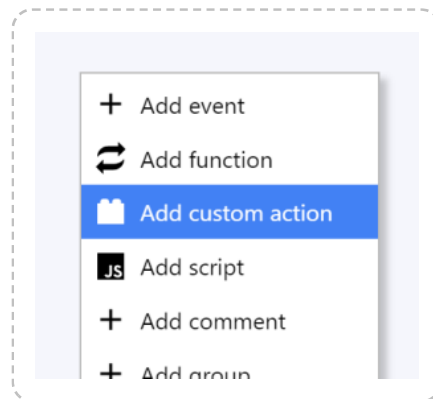 Add event
Add function
Add custom action
JS Add script
Add comment
Add group